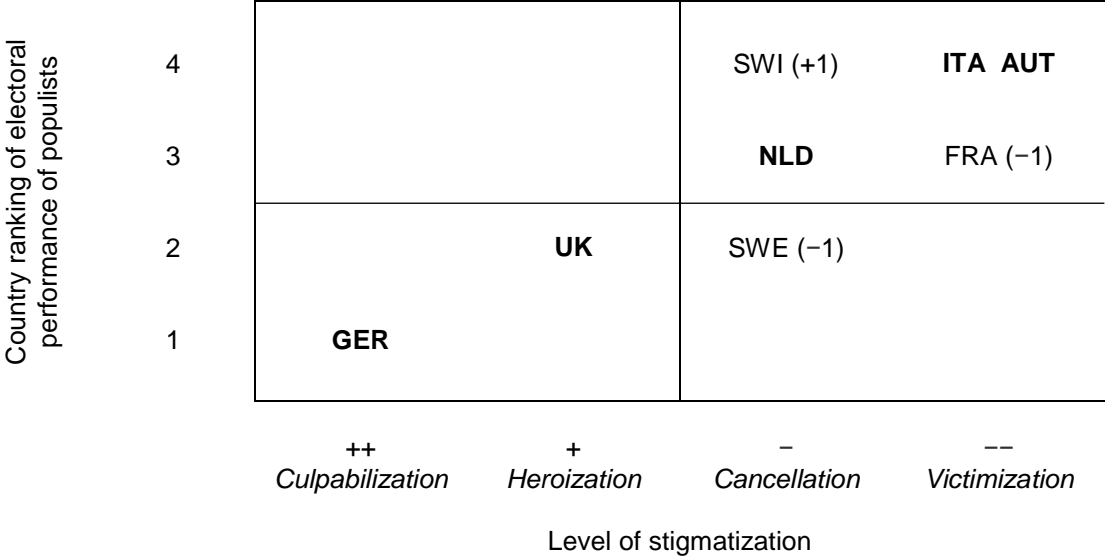 Country ranking of electoral
performance of populists
4 SWI (+1) ITA AUT
3 NLD FRA (−1)
2 UK SWE (−1)
1 GER
++ + − −−
Culpabilization Heroization Cancellation Victimization
Level of stigmatization